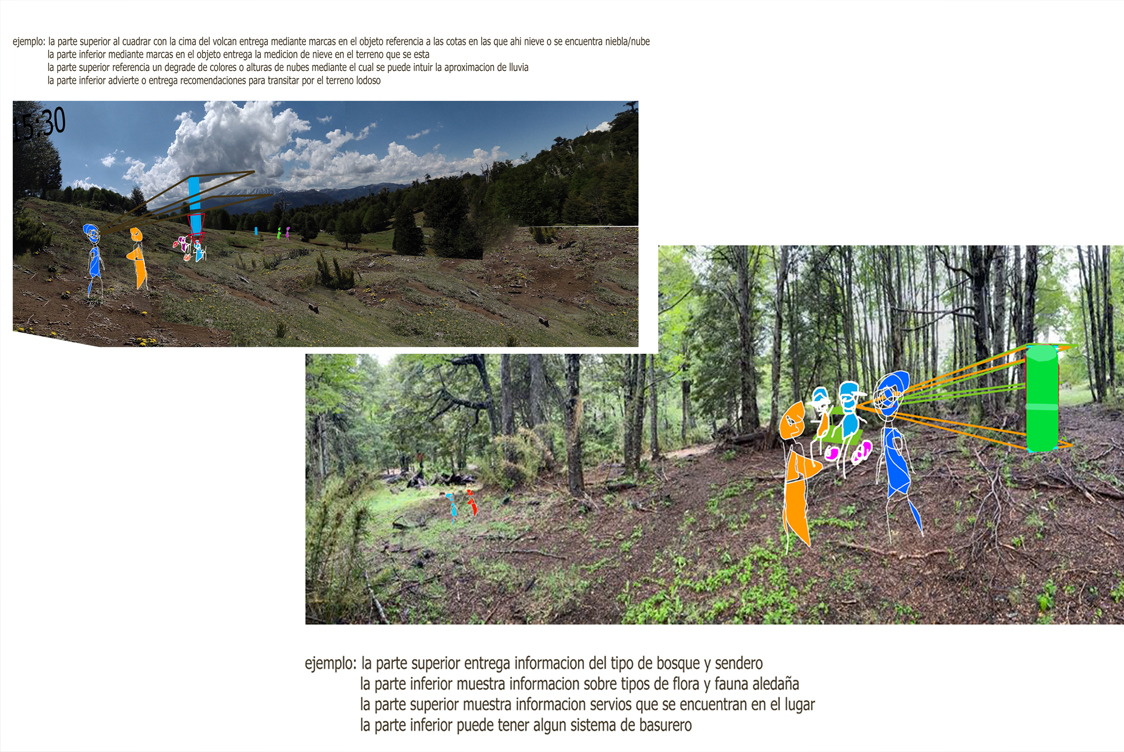 ejemplo: la parte superior al cuadrar con la cima del volcan entrega mediante marcas en el objeto referencia a las cotas en las que ahi nieve o se encuentra niebla/nube
la parte inferior mediante marcas en el objeto entrega la medicion de nieve en el terreno que se esta
la parte superior referencia un degrade de colores o alturas de nubes mediante el cual se puede intuir la aproximacion de lluvia
la parte inferior advierte o entrega recomendaciones para transitar por el terreno lodoso
15:30
ejemplo: la parte superior entrega informacion del tipo de bosque y sendero
la parte inferior muestra informacion sobre tipos de flora y fauna aledaña
la parte superior muestra informacion servios que se encuentran en el lugar
la parte inferior puede tener algun sistema de basurero